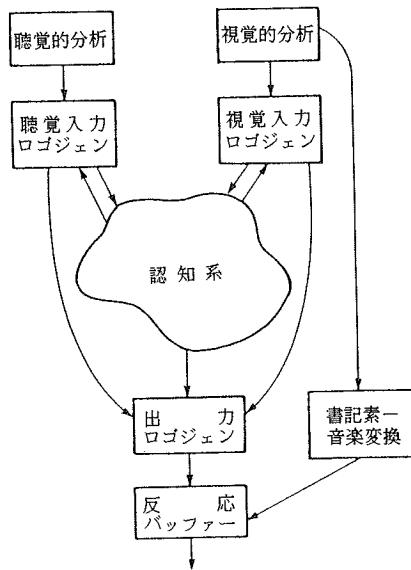 聴覚的分析
視覚的分析
聴覚入力
ロゴジェン
視覚入力
ロゴジェン
認知系
出力
ロゴジェン
書記素ー
音楽変換
反応
バッファー